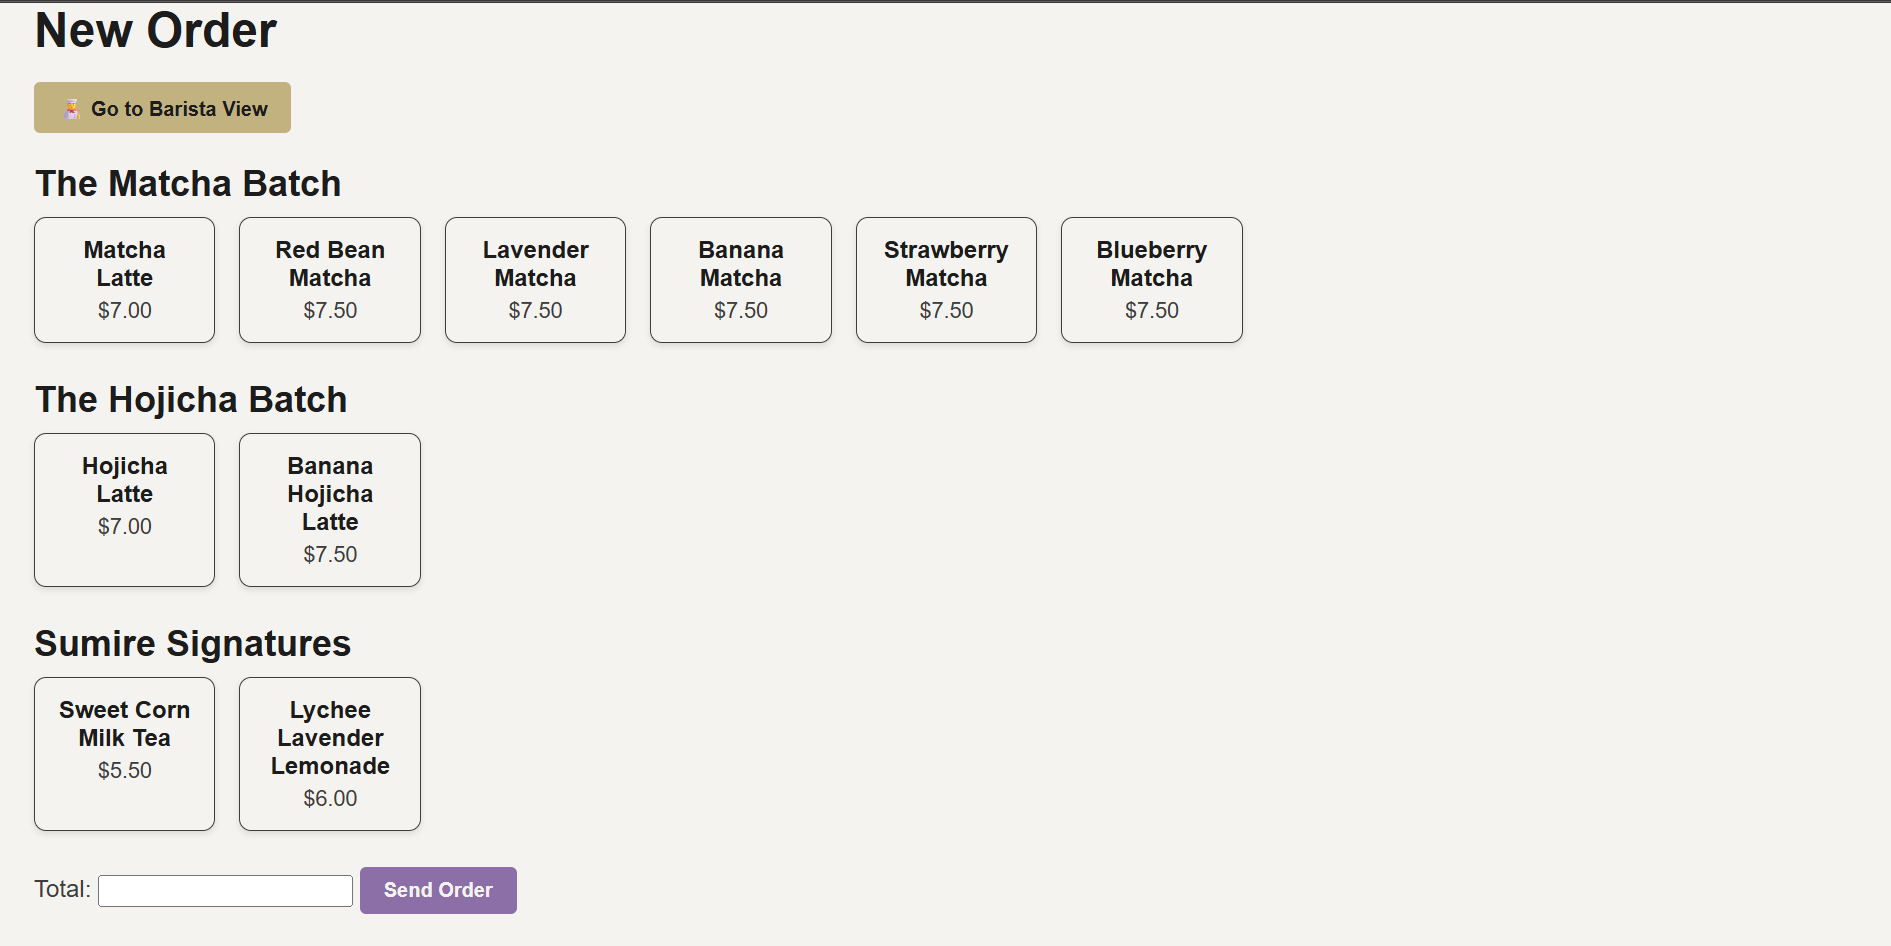 New Order
Go to Barista View
The Matcha Batch
Matcha
Latte
$7.00
Red Bean
Matcha
$7.50
Lavender
Matcha
$7.50
Banana
Matcha
$7.50
Strawberry
Matcha
$7.50
Blueberry
Matcha
$7.50
The Hojicha Batch
Hojicha
Latte
$7.00
Banana
Hojicha
Latte
$7.50
Sumire Signatures
Sweet Corn
Milk Tea
$5.50
Lychee
Lavender
Lemonade
$6.00
Total:
Send Order